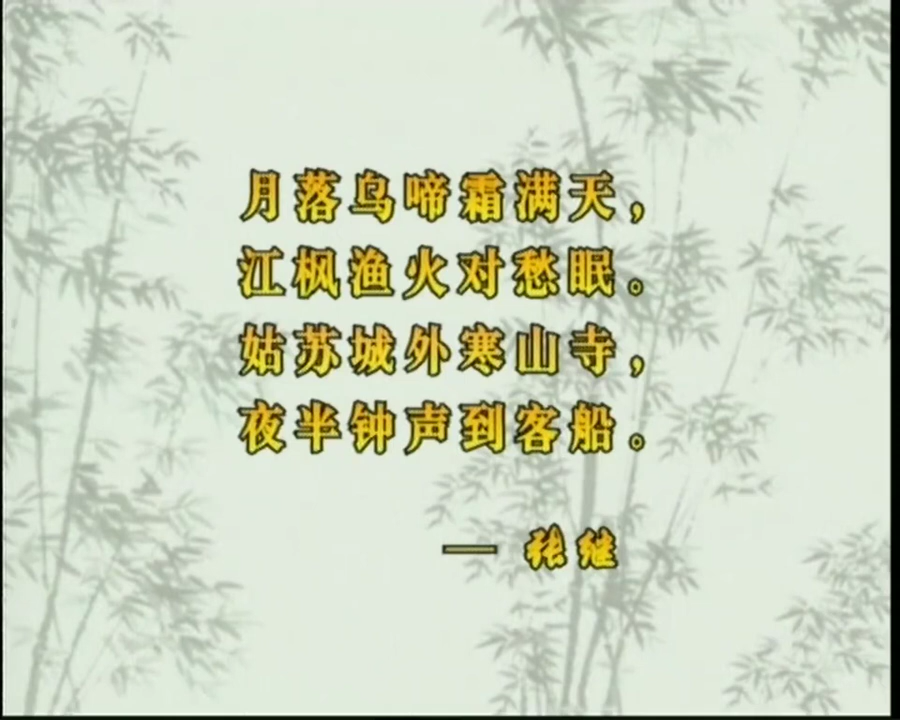 月落乌啼霜满天，
江枫渔火对愁眠。
姑苏城外寒山寺，
夜半钟声到客船。
— 张继